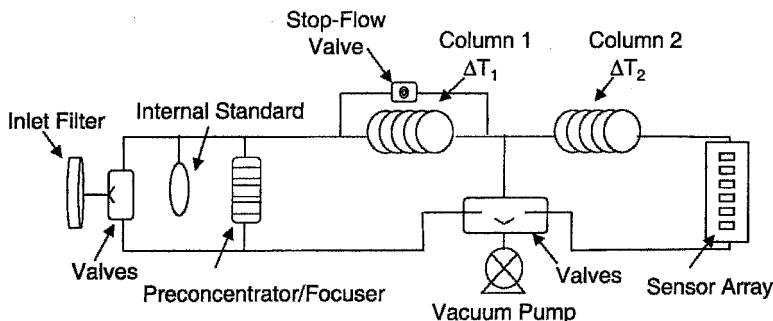 Stop-Flow
Valve
Column 1
ΔT₁
Column 2
ΔT₂
Internal Standard
Inlet Filter
Valves
Preconcentrator/Focuser
Valves
Vacuum Pump
Sensor Array